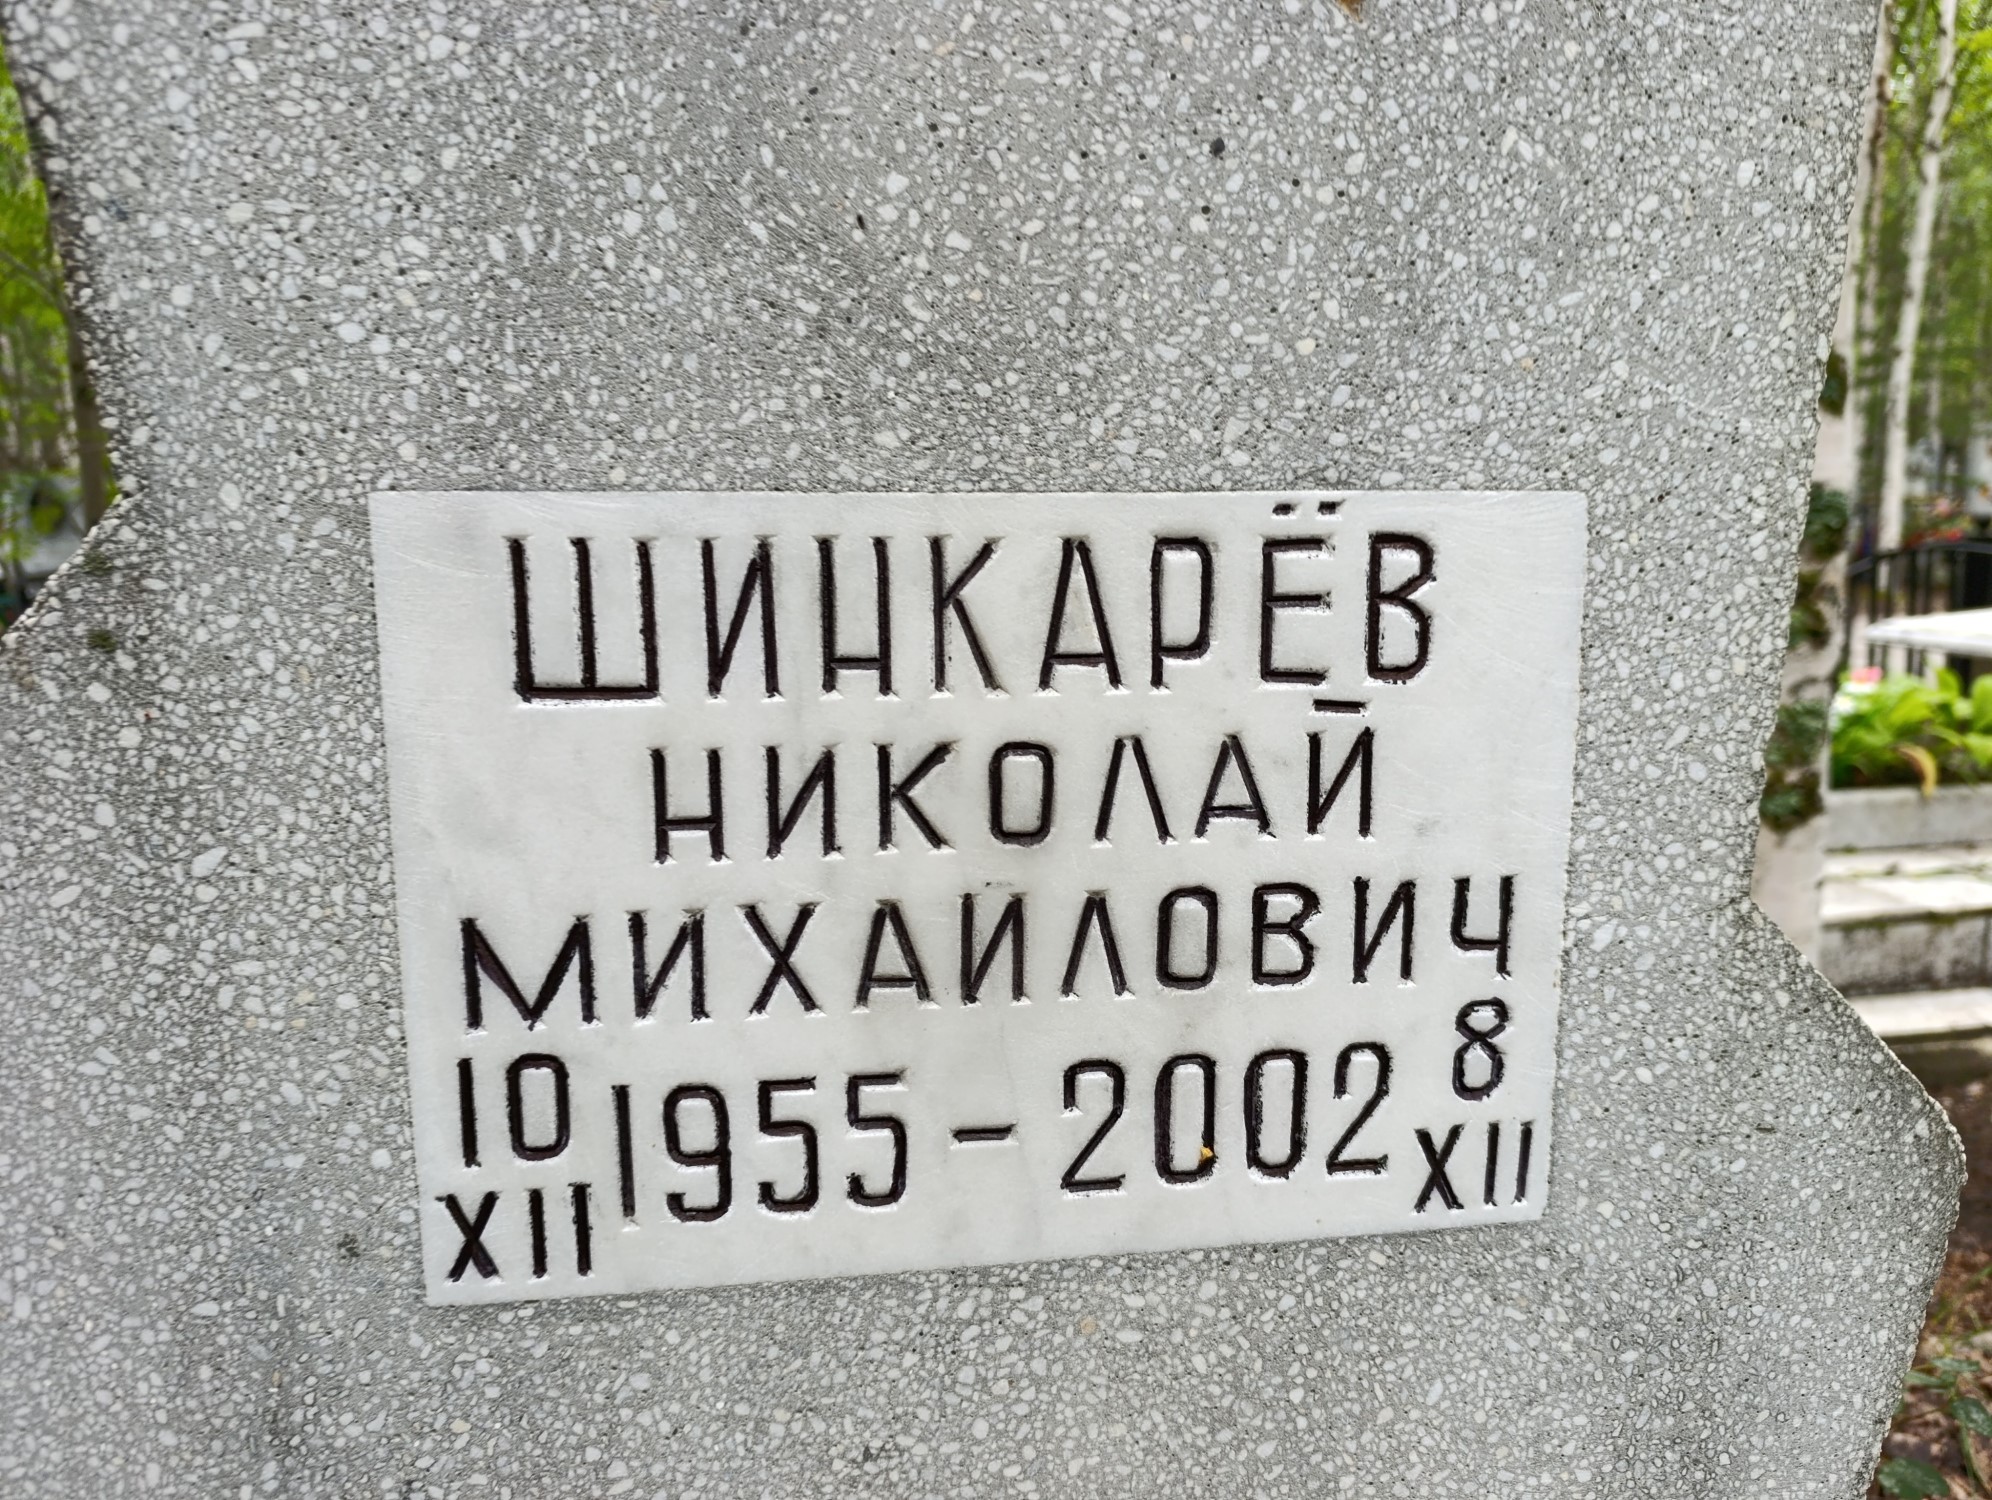 ШИНКАРЁВ
НИКОЛАЙ
МИХАЙЛОВИЧ
10 1955 – 2002 8
XII XII